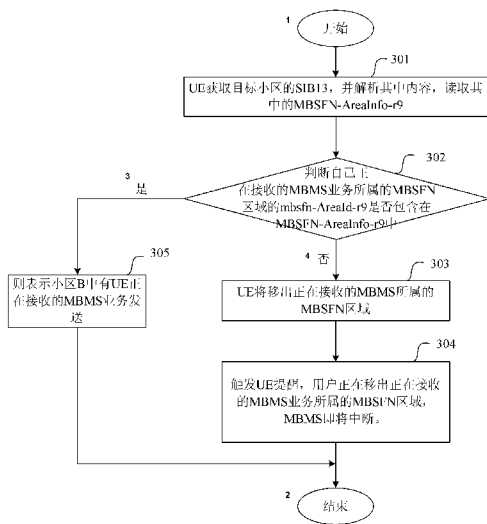 1
开始
301
UE获取目标小区的SIB13，并解析其中内容，读取其
中的MBSFN-AreaInfo-r9
302
判断自己正
在接收的MBMS业务所属的MBSFN
区域的mbsfn-AreaId-r9是否包含在
MBSFN-AreaInfo-r9中
3
是
4
否
305
则表示小区B中有UE正
在接收的MBMS业务发
送
303
UE将移出正在接收的MBMS所属的
MBSFN区域
304
触发UE提醒，用户正在移出正在接收
的MBMS业务所属的MBSFN区域，
MBMS即将中断。
2
结束